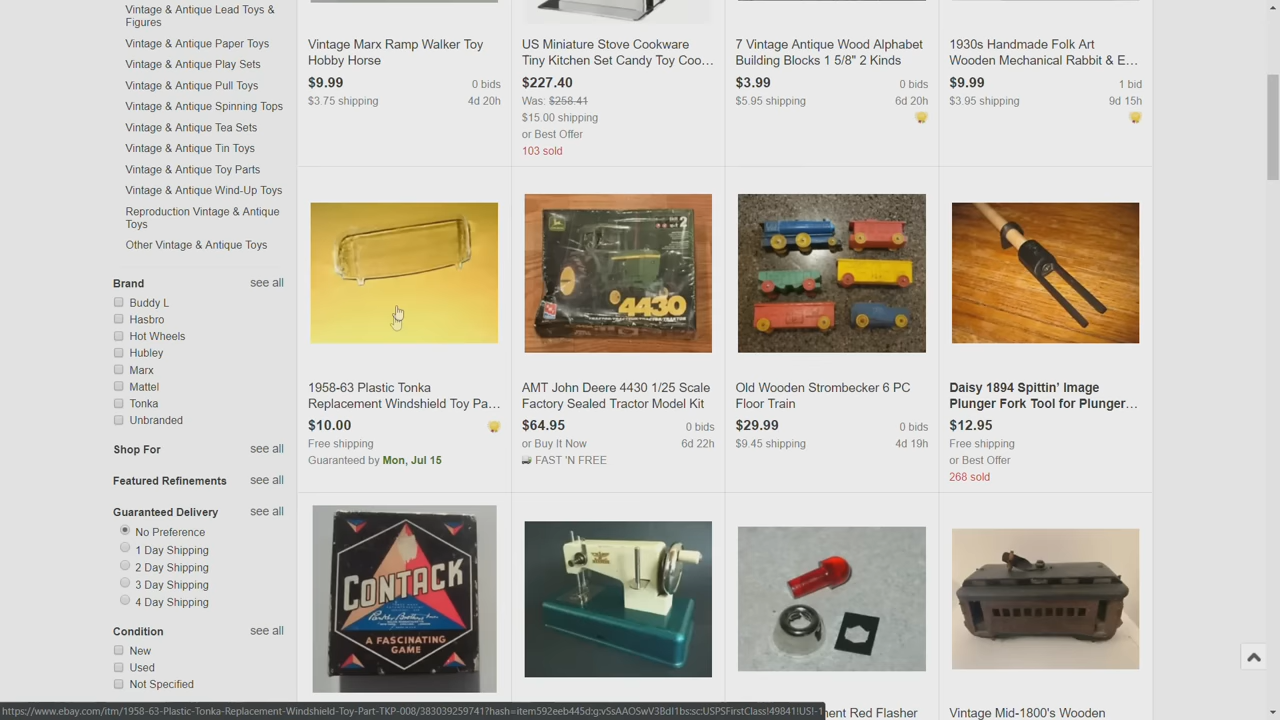 Vintage & Antique Lead Toys &
Figures
Vintage & Antique Paper Toys
Vintage & Antique Play Sets
Vintage & Antique Pull Toys
Vintage & Antique Spinning Tops
Vintage & Antique Tea Sets
Vintage & Antique Tin Toys
Vintage & Antique Toy Parts
Vintage & Antique Wind-Up Toys
Reproduction Vintage & Antique
Toys
Other Vintage & Antique Toys
Brand see all
Buddy L
Hasbro
Hot Wheels
Hubley
Marx
Mattel
Tonka
Unbranded
Shop For see all
Featured Refinements see all
Guaranteed Delivery see all
No Preference
1 Day Shipping
2 Day Shipping
3 Day Shipping
4 Day Shipping
Condition see all
New
Used
Not Specified
Vintage Marx Ramp Walker Toy
Hobby Horse
$9.99 0 bids
$3.75 shipping 4d 20h
US Miniature Stove Cookware
Tiny Kitchen Set Candy Toy Coo…
$227.40
Was: $258.41
$15.00 shipping
or Best Offer
103 sold
7 Vintage Antique Wood Alphabet
Building Blocks 1 5/8" 2 Kinds
$3.99 0 bids
$5.95 shipping 6d 20h
1930s Handmade Folk Art
Wooden Mechanical Rabbit & E…
$9.99 1 bid
$3.95 shipping 9d 15h
1958-63 Plastic Tonka
Replacement Windshield Toy Pa…
$10.00
Free shipping
Guaranteed by Mon, Jul 15
2
4430
AMT John Deere 4430 1/25 Scale
Factory Sealed Tractor Model Kit
$64.95 0 bids
or Buy It Now 6d 22h
FAST 'N FREE
Old Wooden Strombecker 6 PC
Floor Train
$29.99 0 bids
$9.45 shipping 4d 19h
Daisy 1894 Spittin' Image
Plunger Fork Tool for Plunger…
$12.95
Free shipping
or Best Offer
268 sold
CONTACK
Parker Brothers Inc
A FASCINATING
GAME
ment Red Flasher
Vintage Mid-1800's Wooden